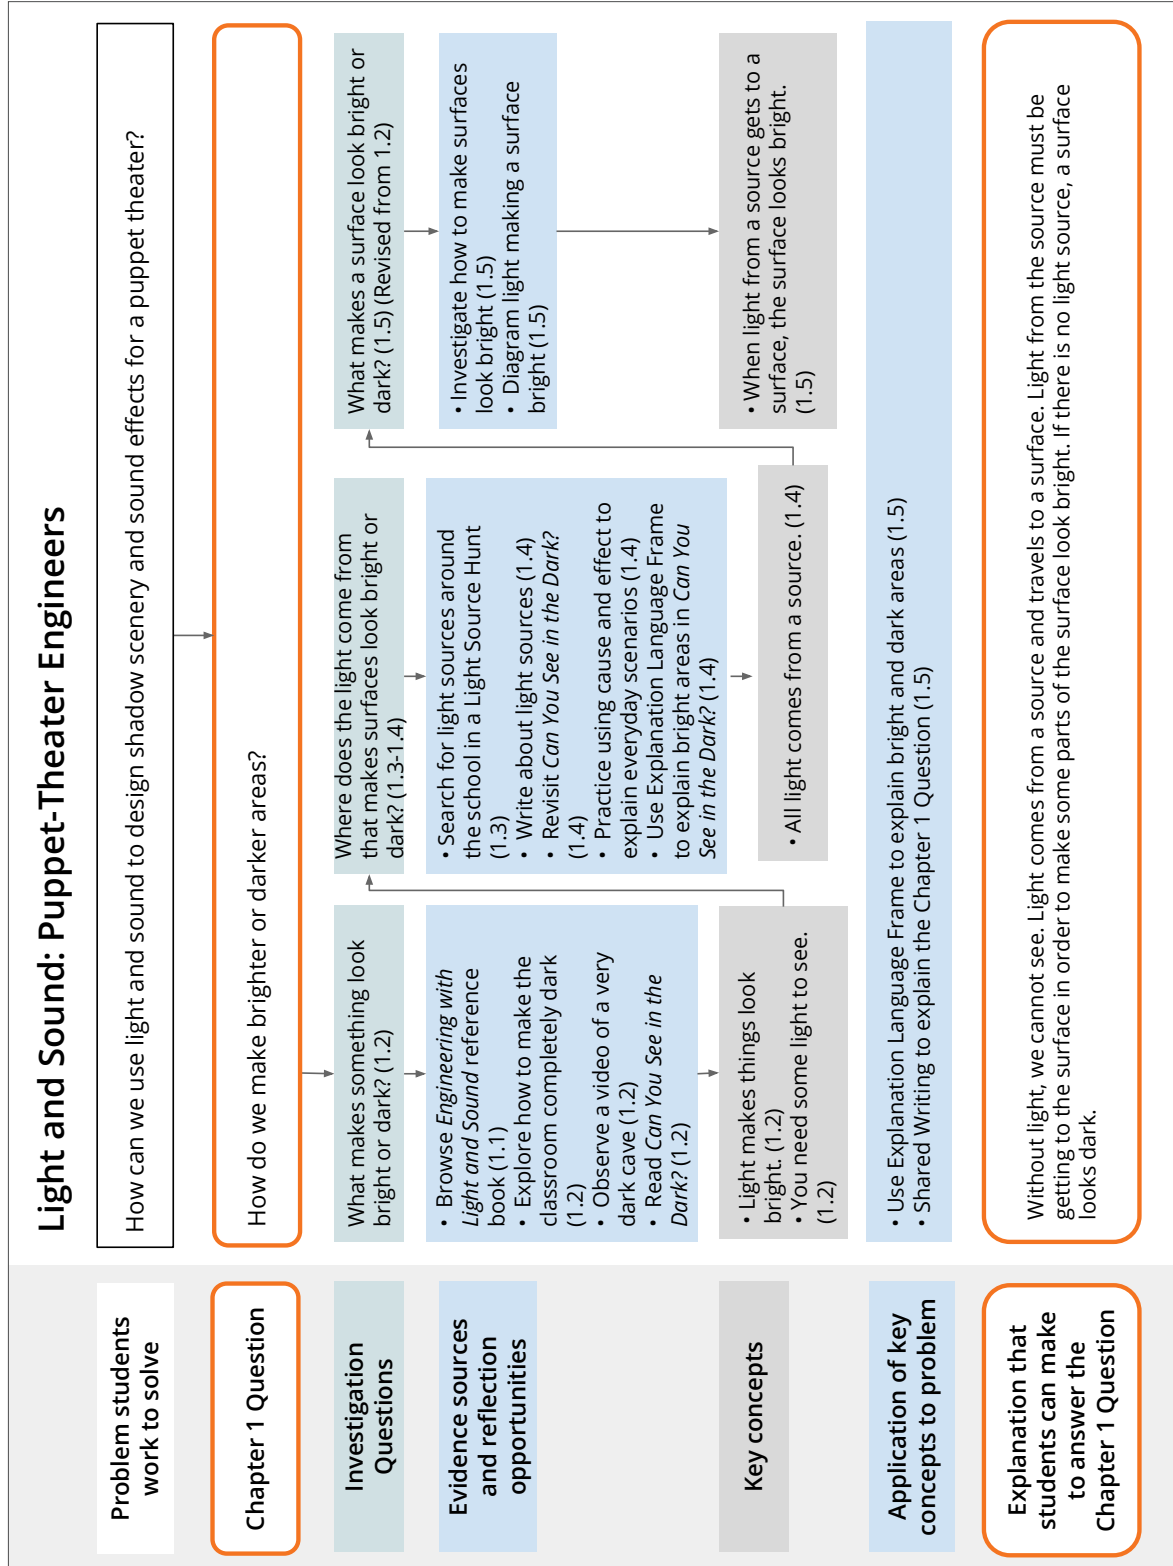 Light and Sound: Puppet-Theater Engineers
Problem students
work to solve
How can we use light and sound to design shadow scenery and sound effects for a puppet theater?
Chapter 1 Question
How do we make brighter or darker areas?
Investigation
Questions
What makes something look
bright or dark? (1.2)
Where does the light come from
that makes surfaces look bright or
dark? (1.3-1.4)
What makes a surface look bright or
dark? (1.5) (Revised from 1.2)
Evidence sources
and reflection
opportunities
• Browse Engineering with
Light and Sound reference
book (1.1)
• Explore how to make the
classroom completely dark
(1.2)
• Observe a video of a very
dark cave (1.2)
• Read Can You See in the
Dark? (1.2)
• Search for light sources around
the school in a Light Source Hunt
(1.3)
• Write about light sources (1.4)
• Revisit Can You See in the Dark?
(1.4)
• Practice using cause and effect to
explain everyday scenarios (1.4)
• Use Explanation Language Frame
to explain bright areas in Can You
See in the Dark? (1.4)
• Investigate how to make surfaces
look bright (1.5)
• Diagram light making a surface
bright (1.5)
Key concepts
• Light makes things look
bright. (1.2)
• You need some light to see.
(1.2)
• All light comes from a source. (1.4)
• When light from a source gets to a
surface, the surface looks bright.
(1.5)
Application of key
concepts to problem
• Use Explanation Language Frame to explain bright and dark areas (1.5)
• Shared Writing to explain the Chapter 1 Question (1.5)
Explanation that
students can make
to answer the
Chapter 1 Question
Without light, we cannot see. Light comes from a source and travels to a surface. Light from the source must be
getting to the surface in order to make some parts of the surface look bright. If there is no light source, a surface
looks dark.